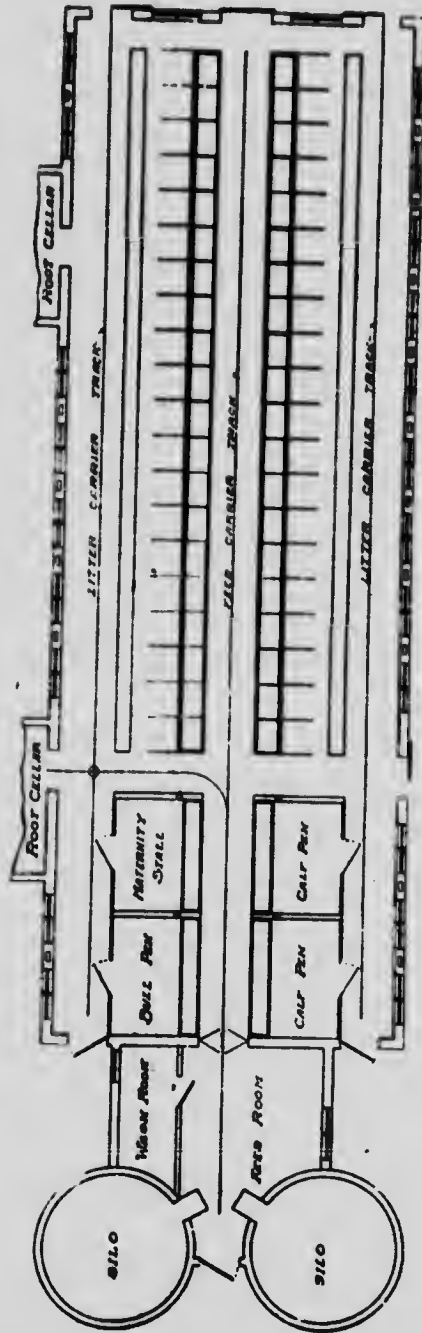 ROOT CELLAR
ROOT CELLAR
LITTER CARRIER TRACK
FEED CARRIER TRACK
LITTER CARRIER TRACK
MATERNITY
STALL
CALF PEN
BULL PEN
CALF PEN
WASH ROOM
FEED ROOM
SILO
SILO